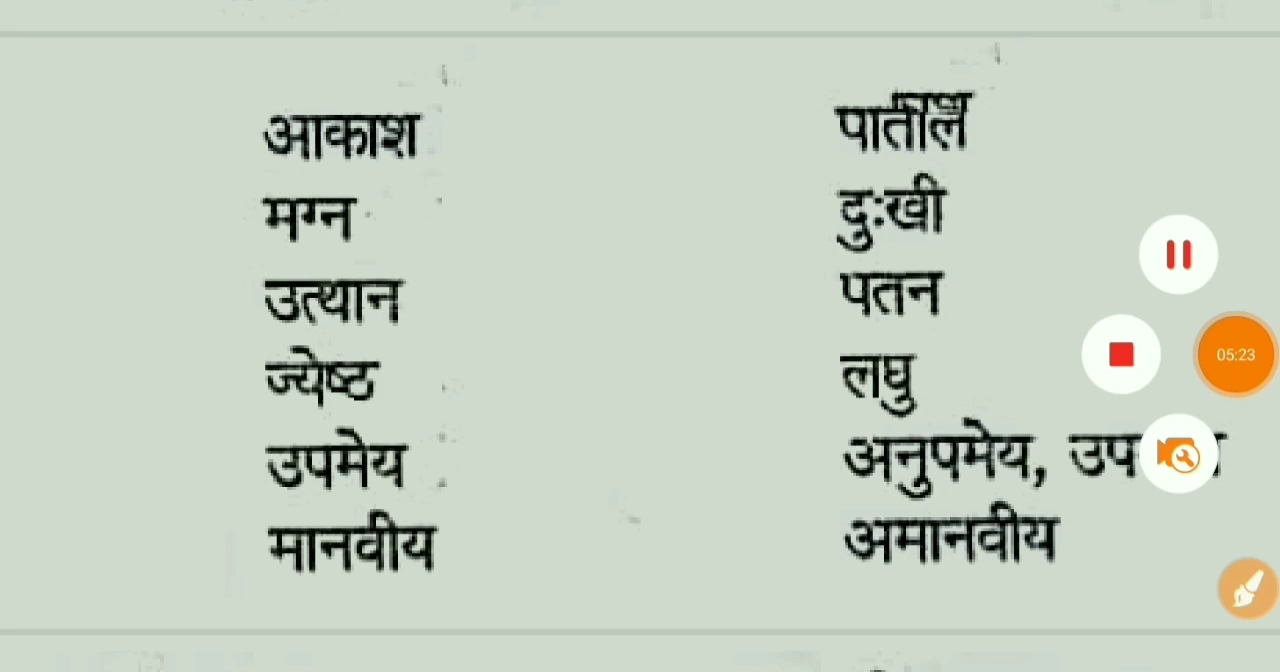 आकाश पातील
मग्न दुःखी
उत्थान पतन
ज्येष्ठ लघु
उपमेय अनुपमेय,
मानवीय अमानवीय
05:23